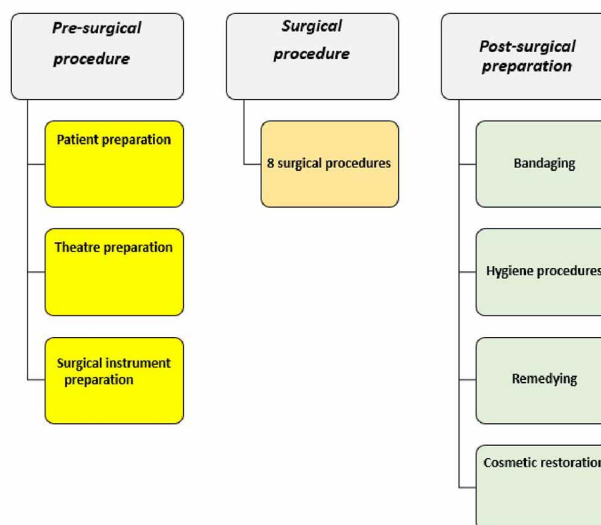 Pre-surgical
procedure
Patient preparation
Theatre preparation
Surgical instrument
preparation
Surgical
procedure
8 surgical procedures
Post-surgical
preparation
Bandaging
Hygiene procedures
Remedying
Cosmetic restoration